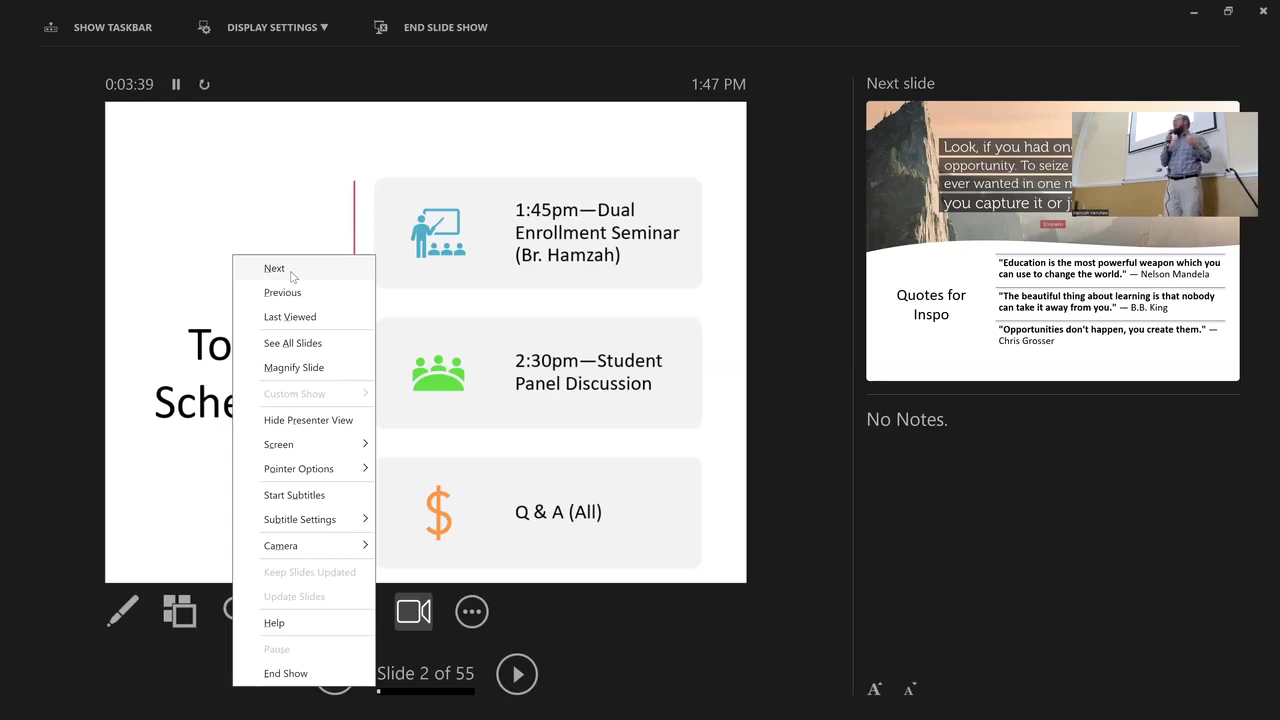 SHOW TASKBAR
DISPLAY SETTINGS ▼
END SLIDE SHOW
0:03:39
1:47 PM
Next slide
1:45pm—Dual
Enrollment Seminar
(Br. Hamzah)
2:30pm—Student
Panel Discussion
Q & A (All)
To
Sche
Next
Previous
Last Viewed
See All Slides
Magnify Slide
Custom Show
Hide Presenter View
Screen
Pointer Options
Start Subtitles
Subtitle Settings
Camera
Keep Slides Updated
Update Slides
Help
Pause
End Show
Slide 2 of 55
Look, if you had one
opportunity. To seize
ever wanted in one m
you capture it or j
Eminem
Quotes for
Inspo
"Education is the most powerful weapon which you
can use to change the world." — Nelson Mandela
"The beautiful thing about learning is that nobody
can take it away from you." — B.B. King
"Opportunities don't happen, you create them." —
Chris Grosser
No Notes.
A
A